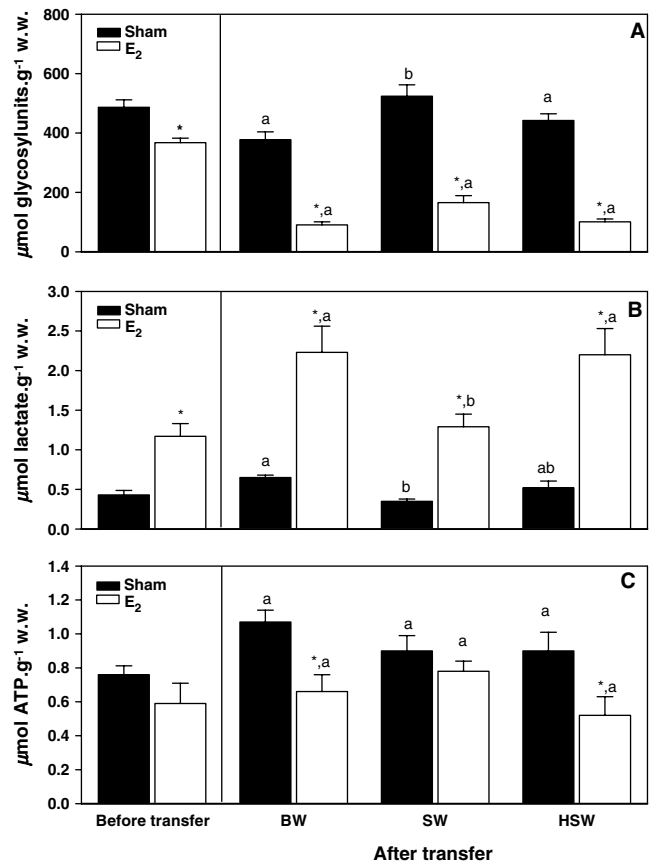 A
Sham
E₂
µmol glycosylunits.g⁻¹ w.w.
800
600
400
200
0
*
a
*,a
b
*,a
a
*,a
B
Sham
E₂
µmol lactate.g⁻¹ w.w.
3.0
2.5
2.0
1.5
1.0
0.5
0.0
*
a
*,a
b
*,b
ab
*,a
C
Sham
E₂
µmol ATP.g⁻¹ w.w.
1.4
1.2
1.0
0.8
0.6
0.4
0.2
0.0
a
*,a
a
a
a
*,a
Before transfer
BW
SW
HSW
After transfer